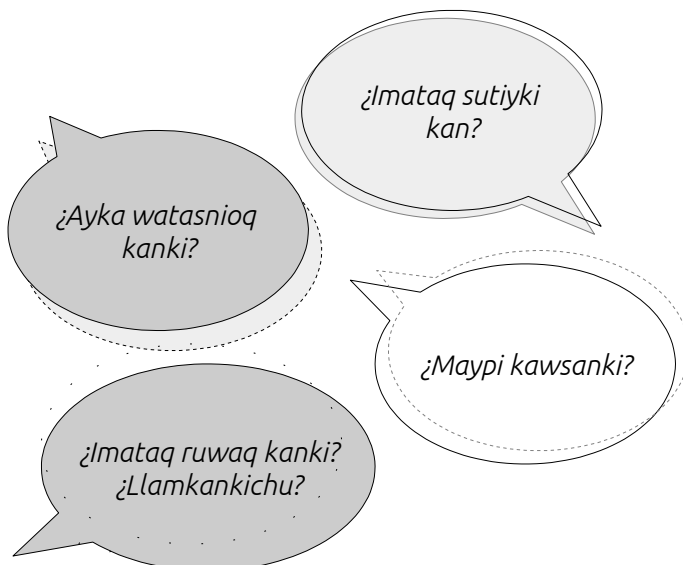 ¿Imataq sutiyki
kan?
¿Ayka watasnioq
kanki?
¿Maypi kawsanki?
¿Imataq ruwaq kanki?
¿Llamkankichu?